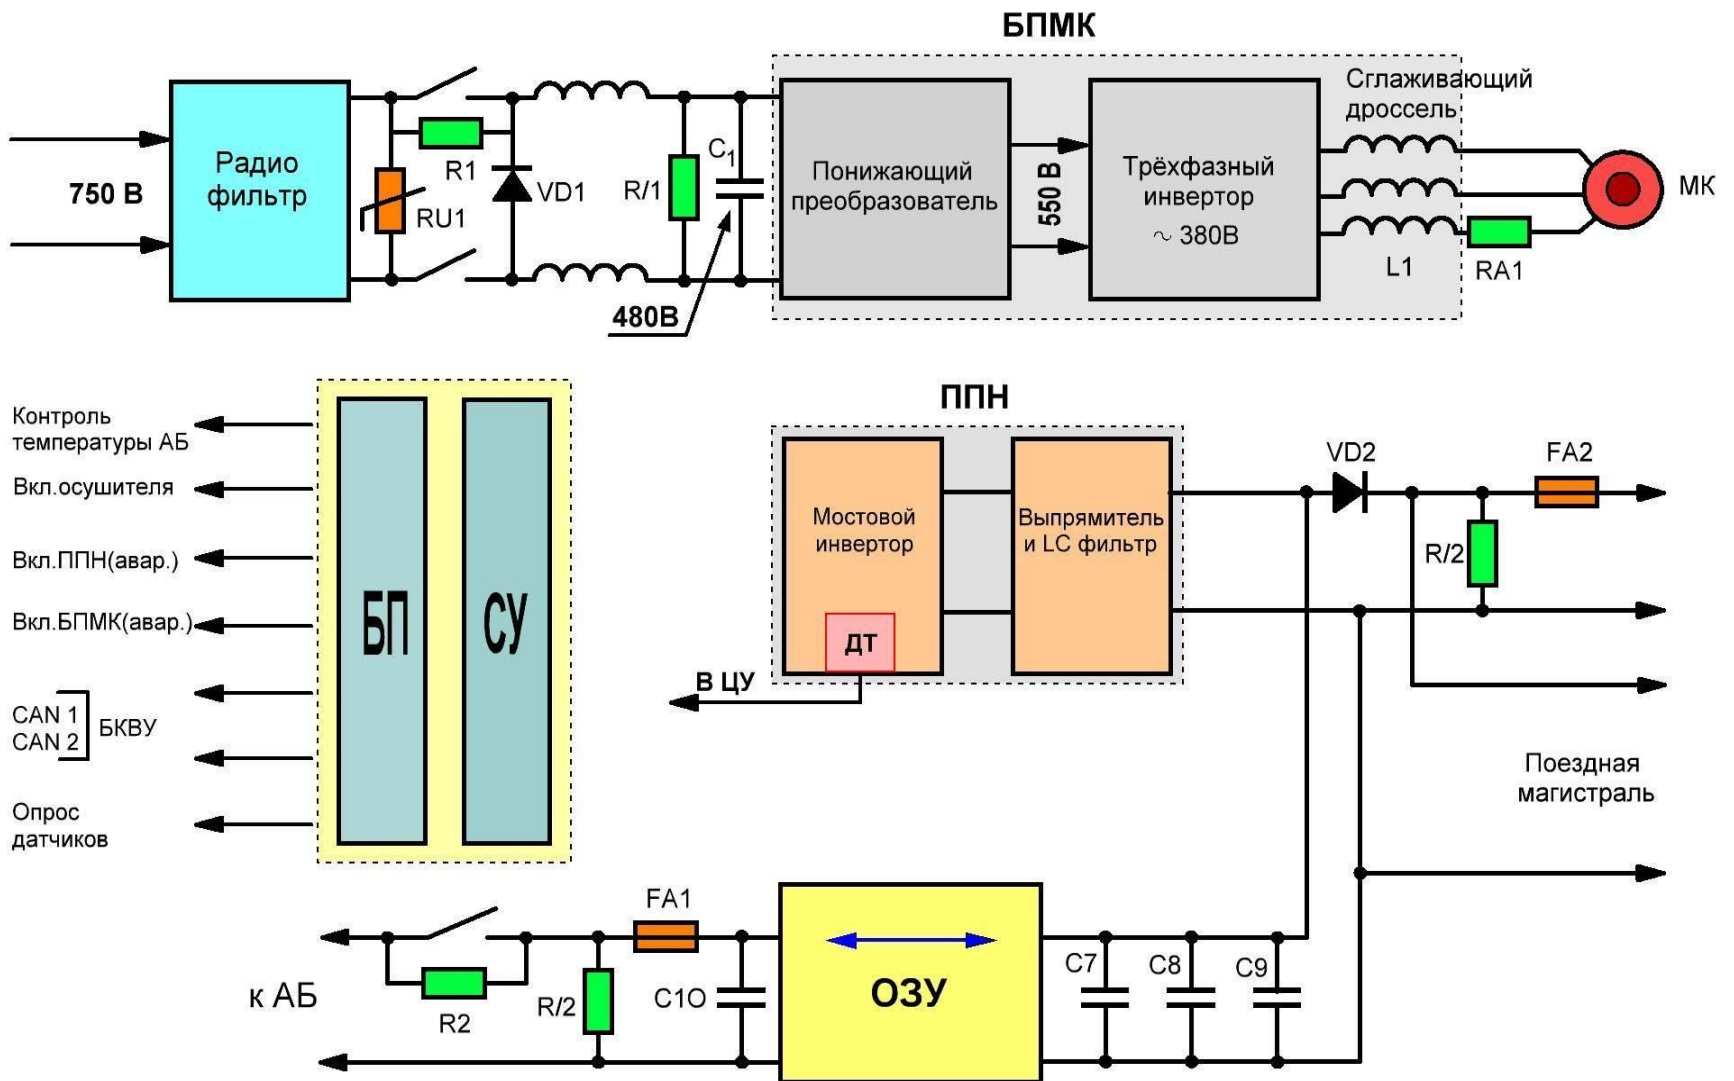 БПМК
Радио
фильтр
750 В
R1
RU1
VD1
R/1
C1
480В
Понижающий
преобразователь
550 В
Трёхфазный
инвертор
~ 380В
Сглаживающий
дроссель
L1
RA1
МК
Контроль
температуры АБ
Вкл.осушителя
Вкл.ППН(авар.)
Вкл.БПМК(авар.)
CAN 1
CAN 2
БКВУ
Опрос
датчиков
БП
СУ
ППН
Мостовой
инвертор
ДТ
В ЦУ
Выпрямитель
и LC фильтр
VD2
FA2
R/2
Поездная
магистраль
к АБ
R2
R/2
FA1
C1O
ОЗУ
C7
C8
C9